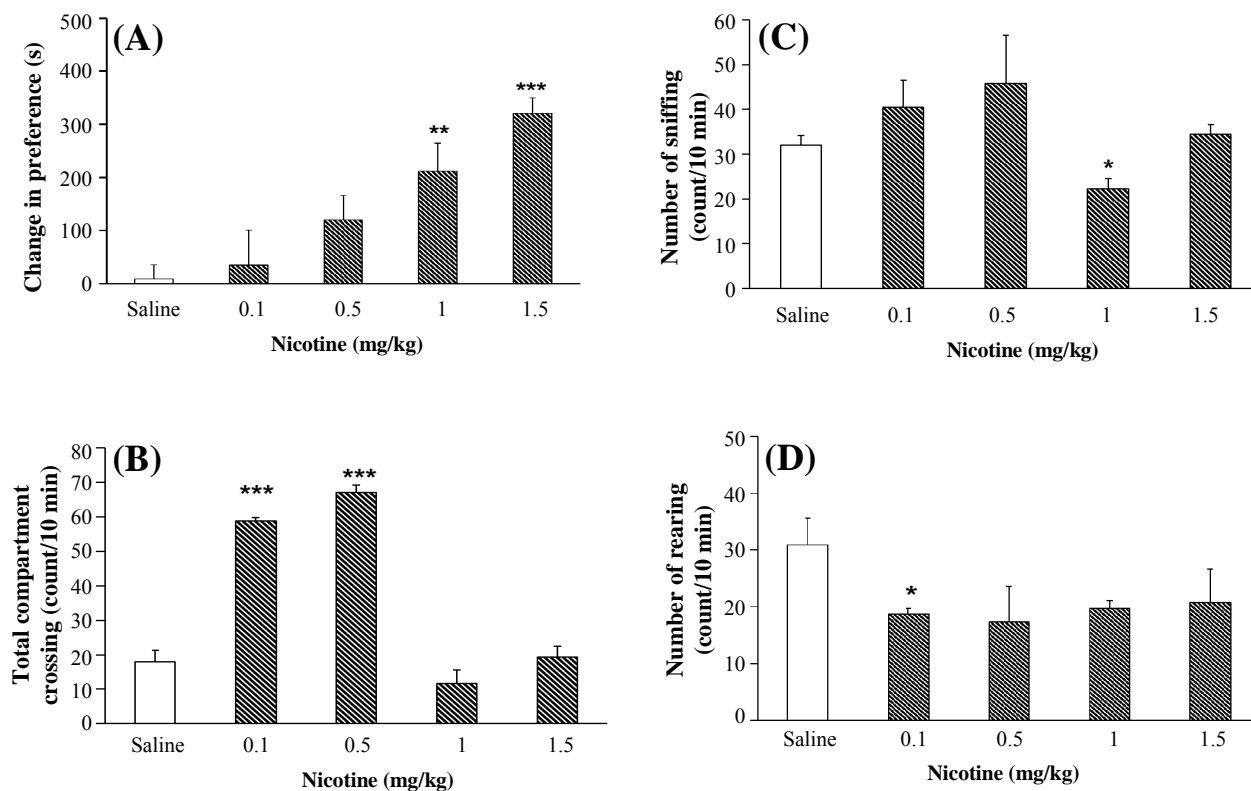 (A)
Change in preference (s)
500
400
300
200
100
0
**
***
Saline 0.1 0.5 1 1.5
Nicotine (mg/kg)
(C)
Number of sniffing
(count/10 min)
60
50
40
30
20
10
0
*
Saline 0.1 0.5 1 1.5
Nicotine (mg/kg)
(B)
Total compartment
crossing (count/10 min)
80
70
60
50
40
30
20
10
0
***
***
Saline 0.1 0.5 1 1.5
Nicotine (mg/kg)
(D)
Number of rearing
(count/10 min)
50
40
30
20
10
0
*
Saline 0.1 0.5 1 1.5
Nicotine (mg/kg)